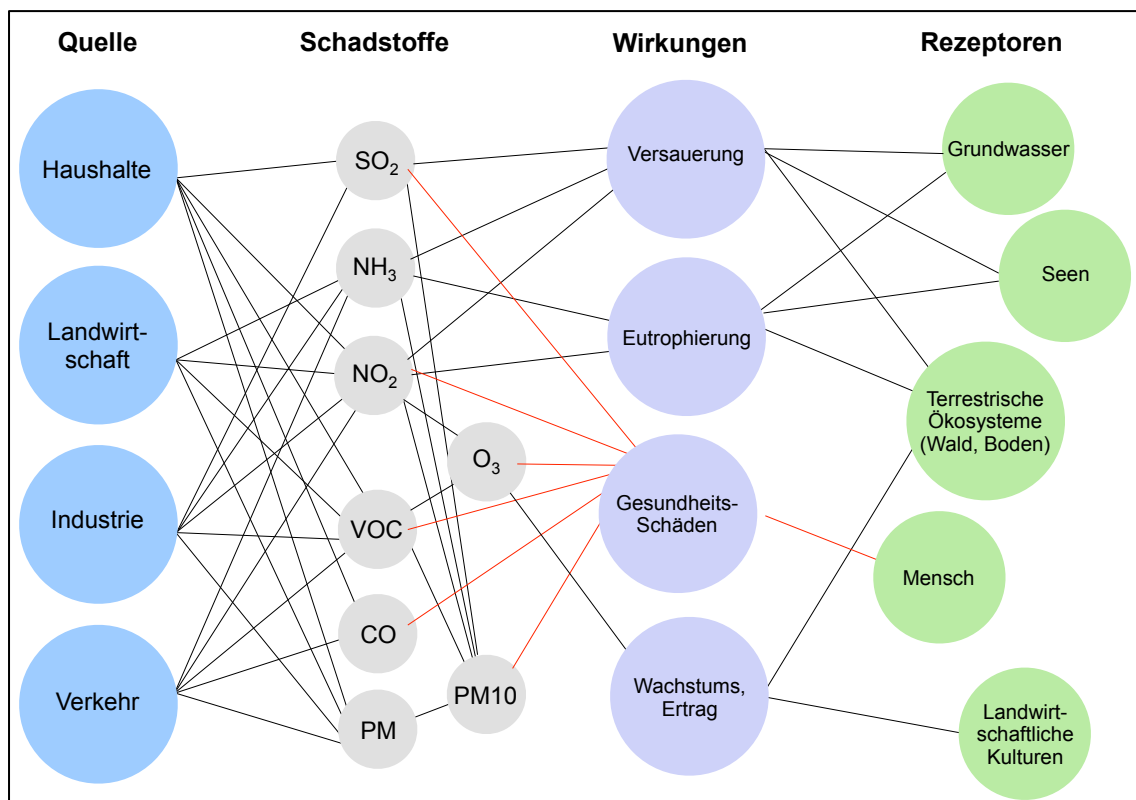 Quelle
Schadstoffe
Wirkungen
Rezeptoren
Haushalte
Landwirt-
schaft
Industrie
Verkehr
SO₂
NH₃
NO₂
O₃
VOC
CO
PM
PM10
Versauerung
Eutrophierung
Gesundheits-
Schäden
Wachstums,
Ertrag
Grundwasser
Seen
Terrestrische
Ökosysteme
(Wald, Boden)
Mensch
Landwirt-
schaftliche
Kulturen